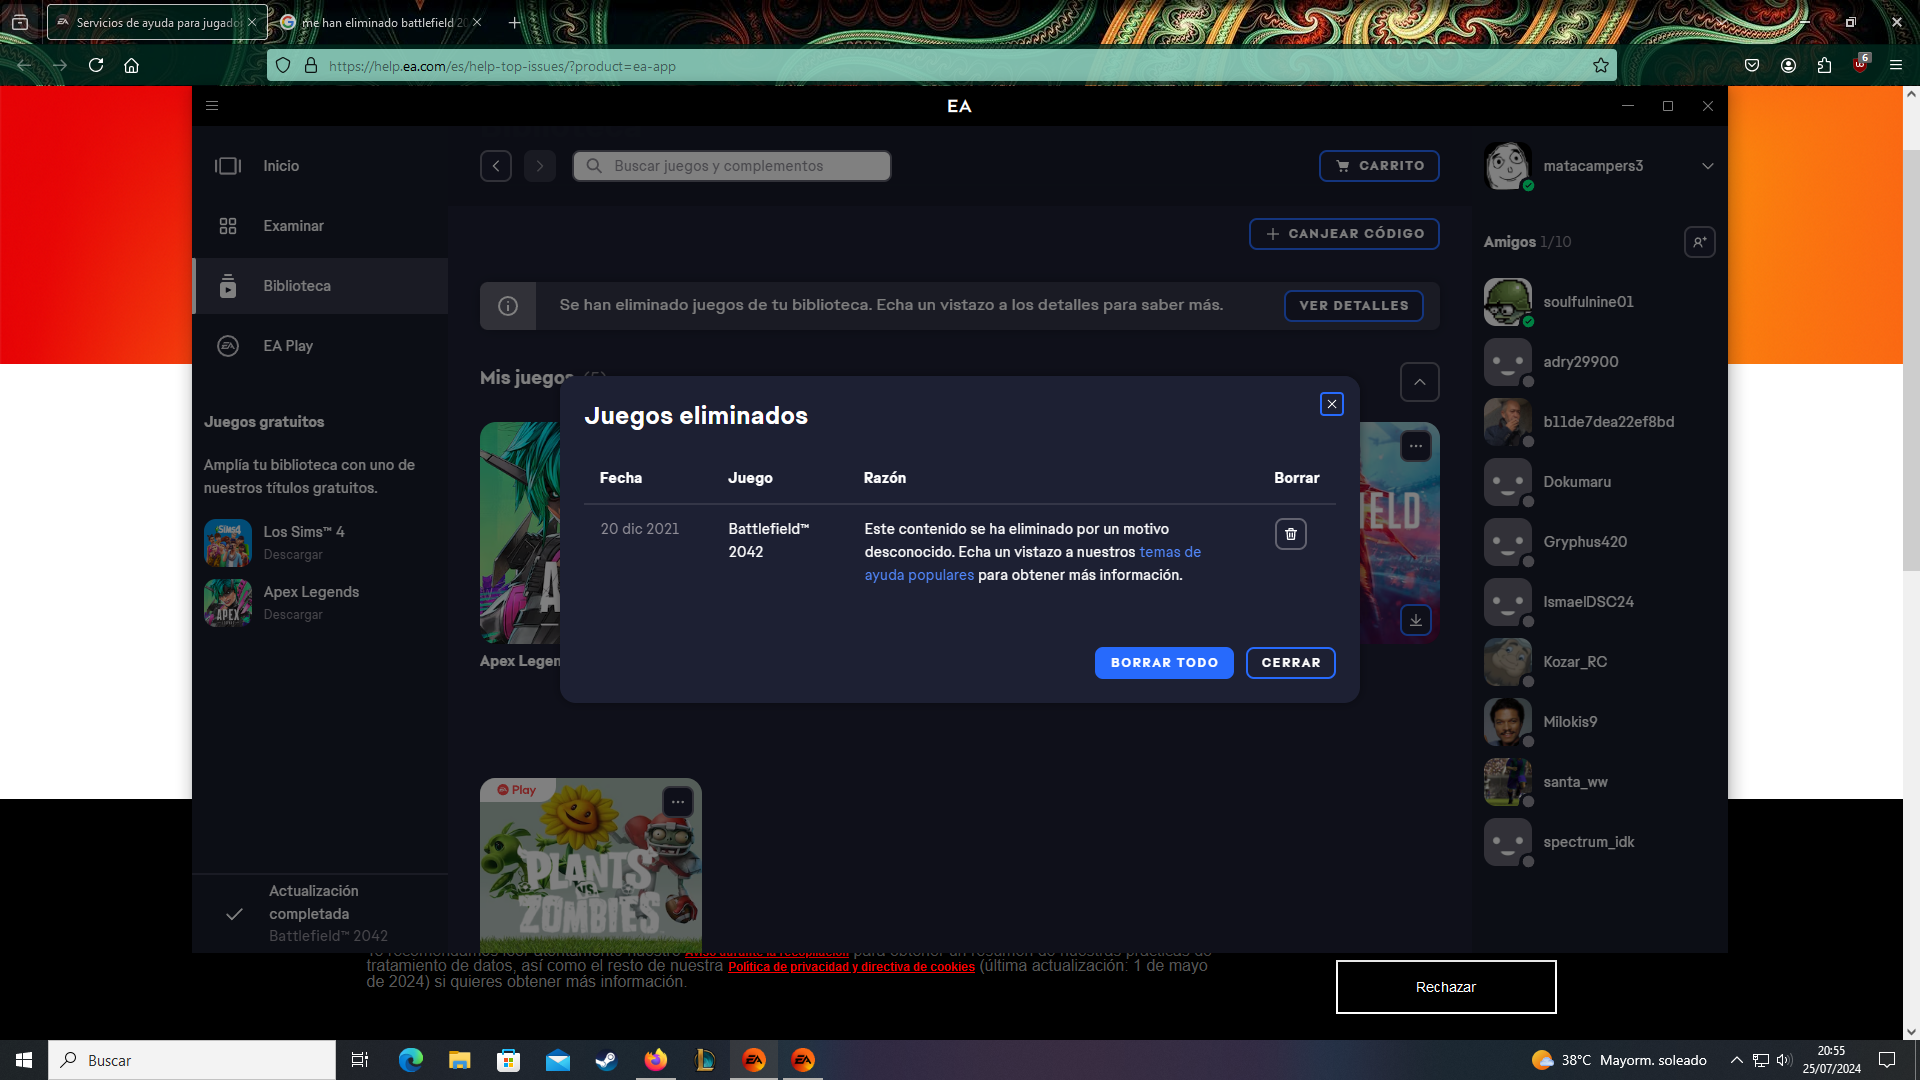 Servicios de ayuda para jugado
me han eliminado battlefield 20
https://help.ea.com/es/help-top-issues/?product=ea-app
6
EA
Inicio
Examinar
Biblioteca
EA Play
Juegos gratuitos
Amplía tu biblioteca con uno de
nuestros títulos gratuitos.
SIMS4
Los Sims™ 4
Descargar
APEX
Apex Legends
Descargar
Actualización
completada
Battlefield™ 2042
Buscar juegos y complementos
CARRITO
CANJEAR CÓDIGO
Se han eliminado juegos de tu biblioteca. Echa un vistazo a los detalles para saber más.
VER DETALLES
Mis juegos (5)
Apex Legen
Juegos eliminados
Fecha
Juego
Razón
Borrar
20 dic 2021
Battlefield™
2042
Este contenido se ha eliminado por un motivo
desconocido. Echa un vistazo a nuestros temas de
ayuda populares para obtener más información.
BORRAR TODO
CERRAR
Play
PLANTS
VS.
ZOMBIES
matacampers3
Amigos 1/10
soulfulnine01
adry29900
b11de7dea22ef8bd
Dokumaru
Gryphus420
IsmaelDSC24
Kozar_RC
Milokis9
santa_ww
spectrum_idk
tratamiento de datos, así como el resto de nuestra Política de privacidad y directiva de cookies (última actualización: 1 de mayo
de 2024) si quieres obtener más información.
Rechazar
Buscar
38°C Mayorm. soleado
20:55
25/07/2024